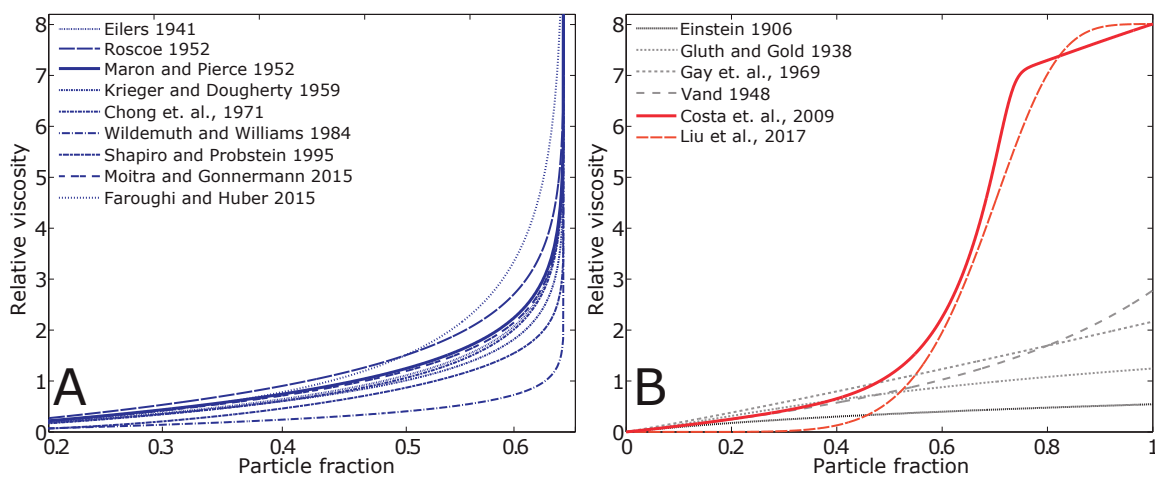 Eilers 1941
Roscoe 1952
Maron and Pierce 1952
Krieger and Dougherty 1959
Chong et. al., 1971
Wildemuth and Williams 1984
Shapiro and Probstein 1995
Moitra and Gonnermann 2015
Faroughi and Huber 2015
Relative viscosity
8
7
6
5
4
3
2
1
0
A
0.2
0.3
0.4
0.5
0.6
Particle fraction
Einstein 1906
Gluth and Gold 1938
Gay et. al., 1969
Vand 1948
Costa et. al., 2009
Liu et al., 2017
Relative viscosity
8
7
6
5
4
3
2
1
0
B
0
0.2
0.4
0.6
0.8
1
Particle fraction